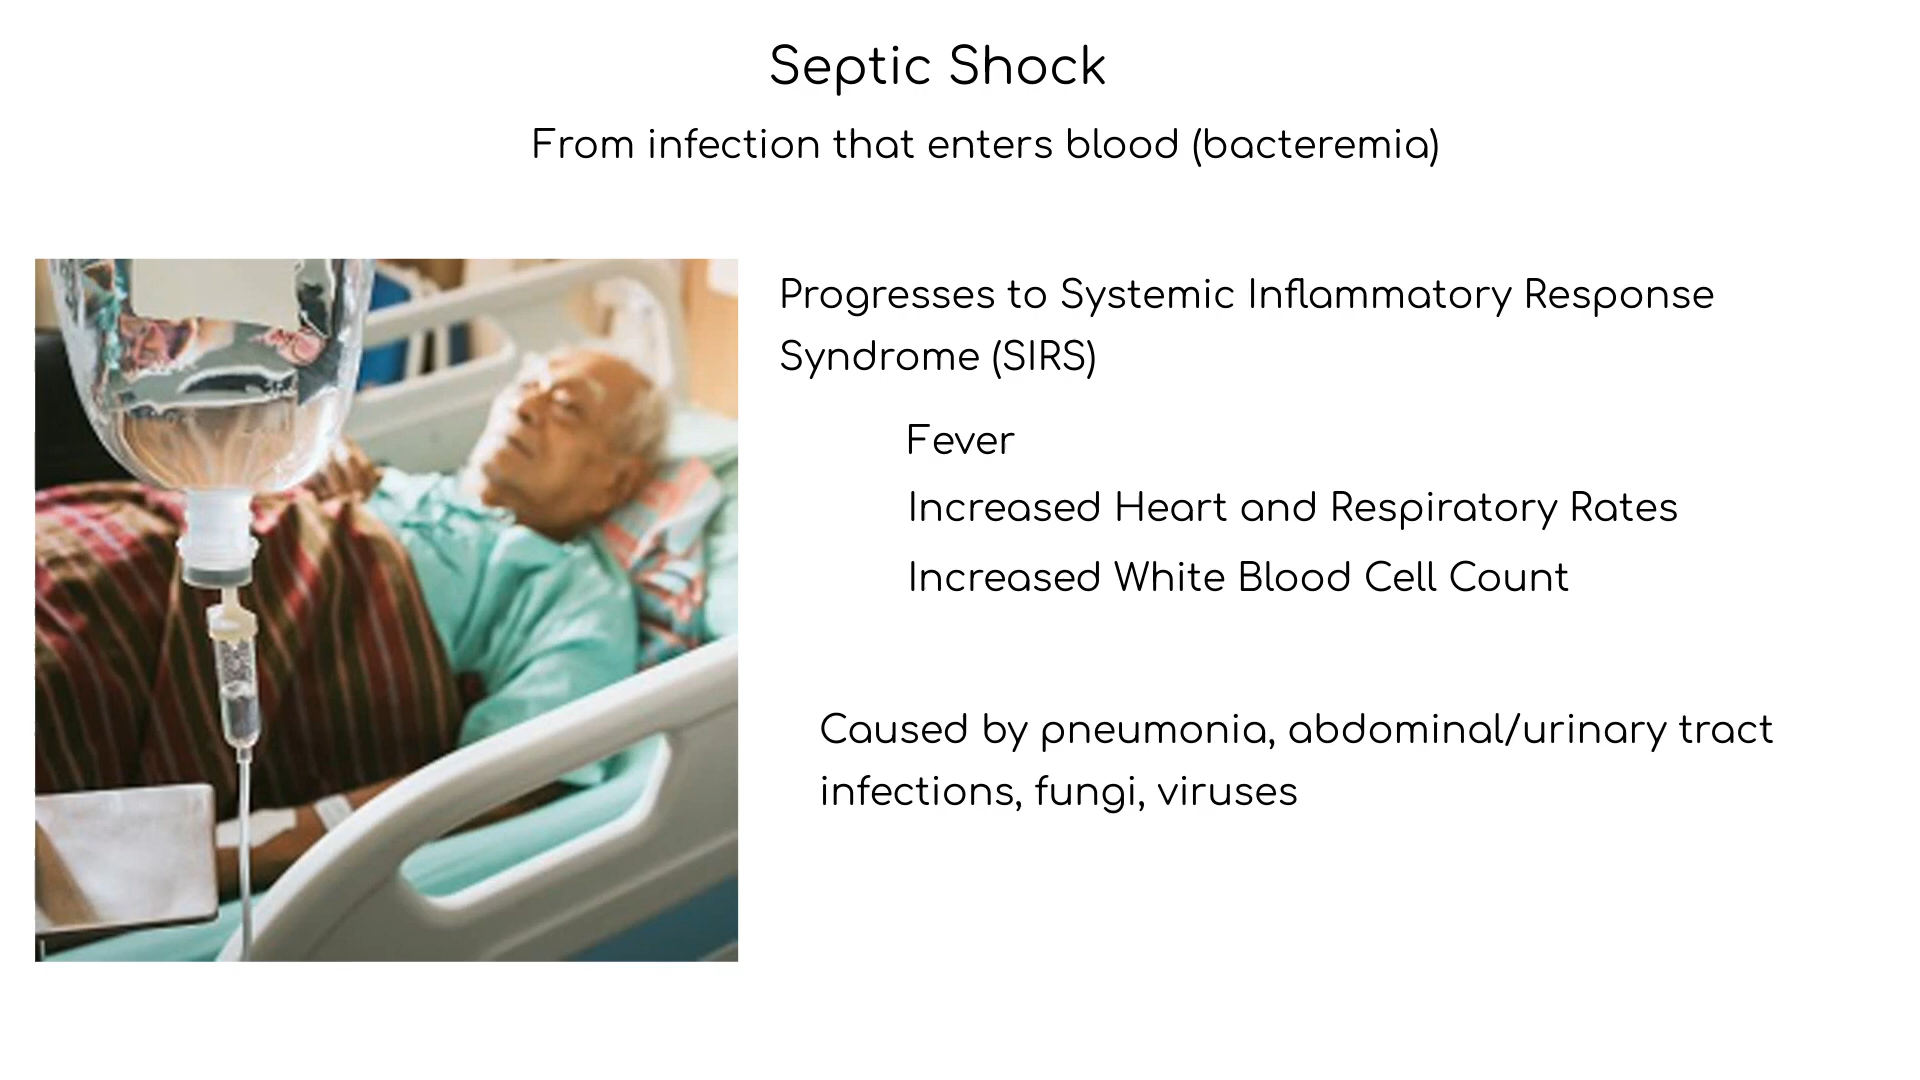 Septic Shock
From infection that enters blood (bacteremia)
Progresses to Systemic Inflammatory Response
Syndrome (SIRS)
Fever
Increased Heart and Respiratory Rates
Increased White Blood Cell Count
Caused by pneumonia, abdominal/urinary tract
infections, fungi, viruses